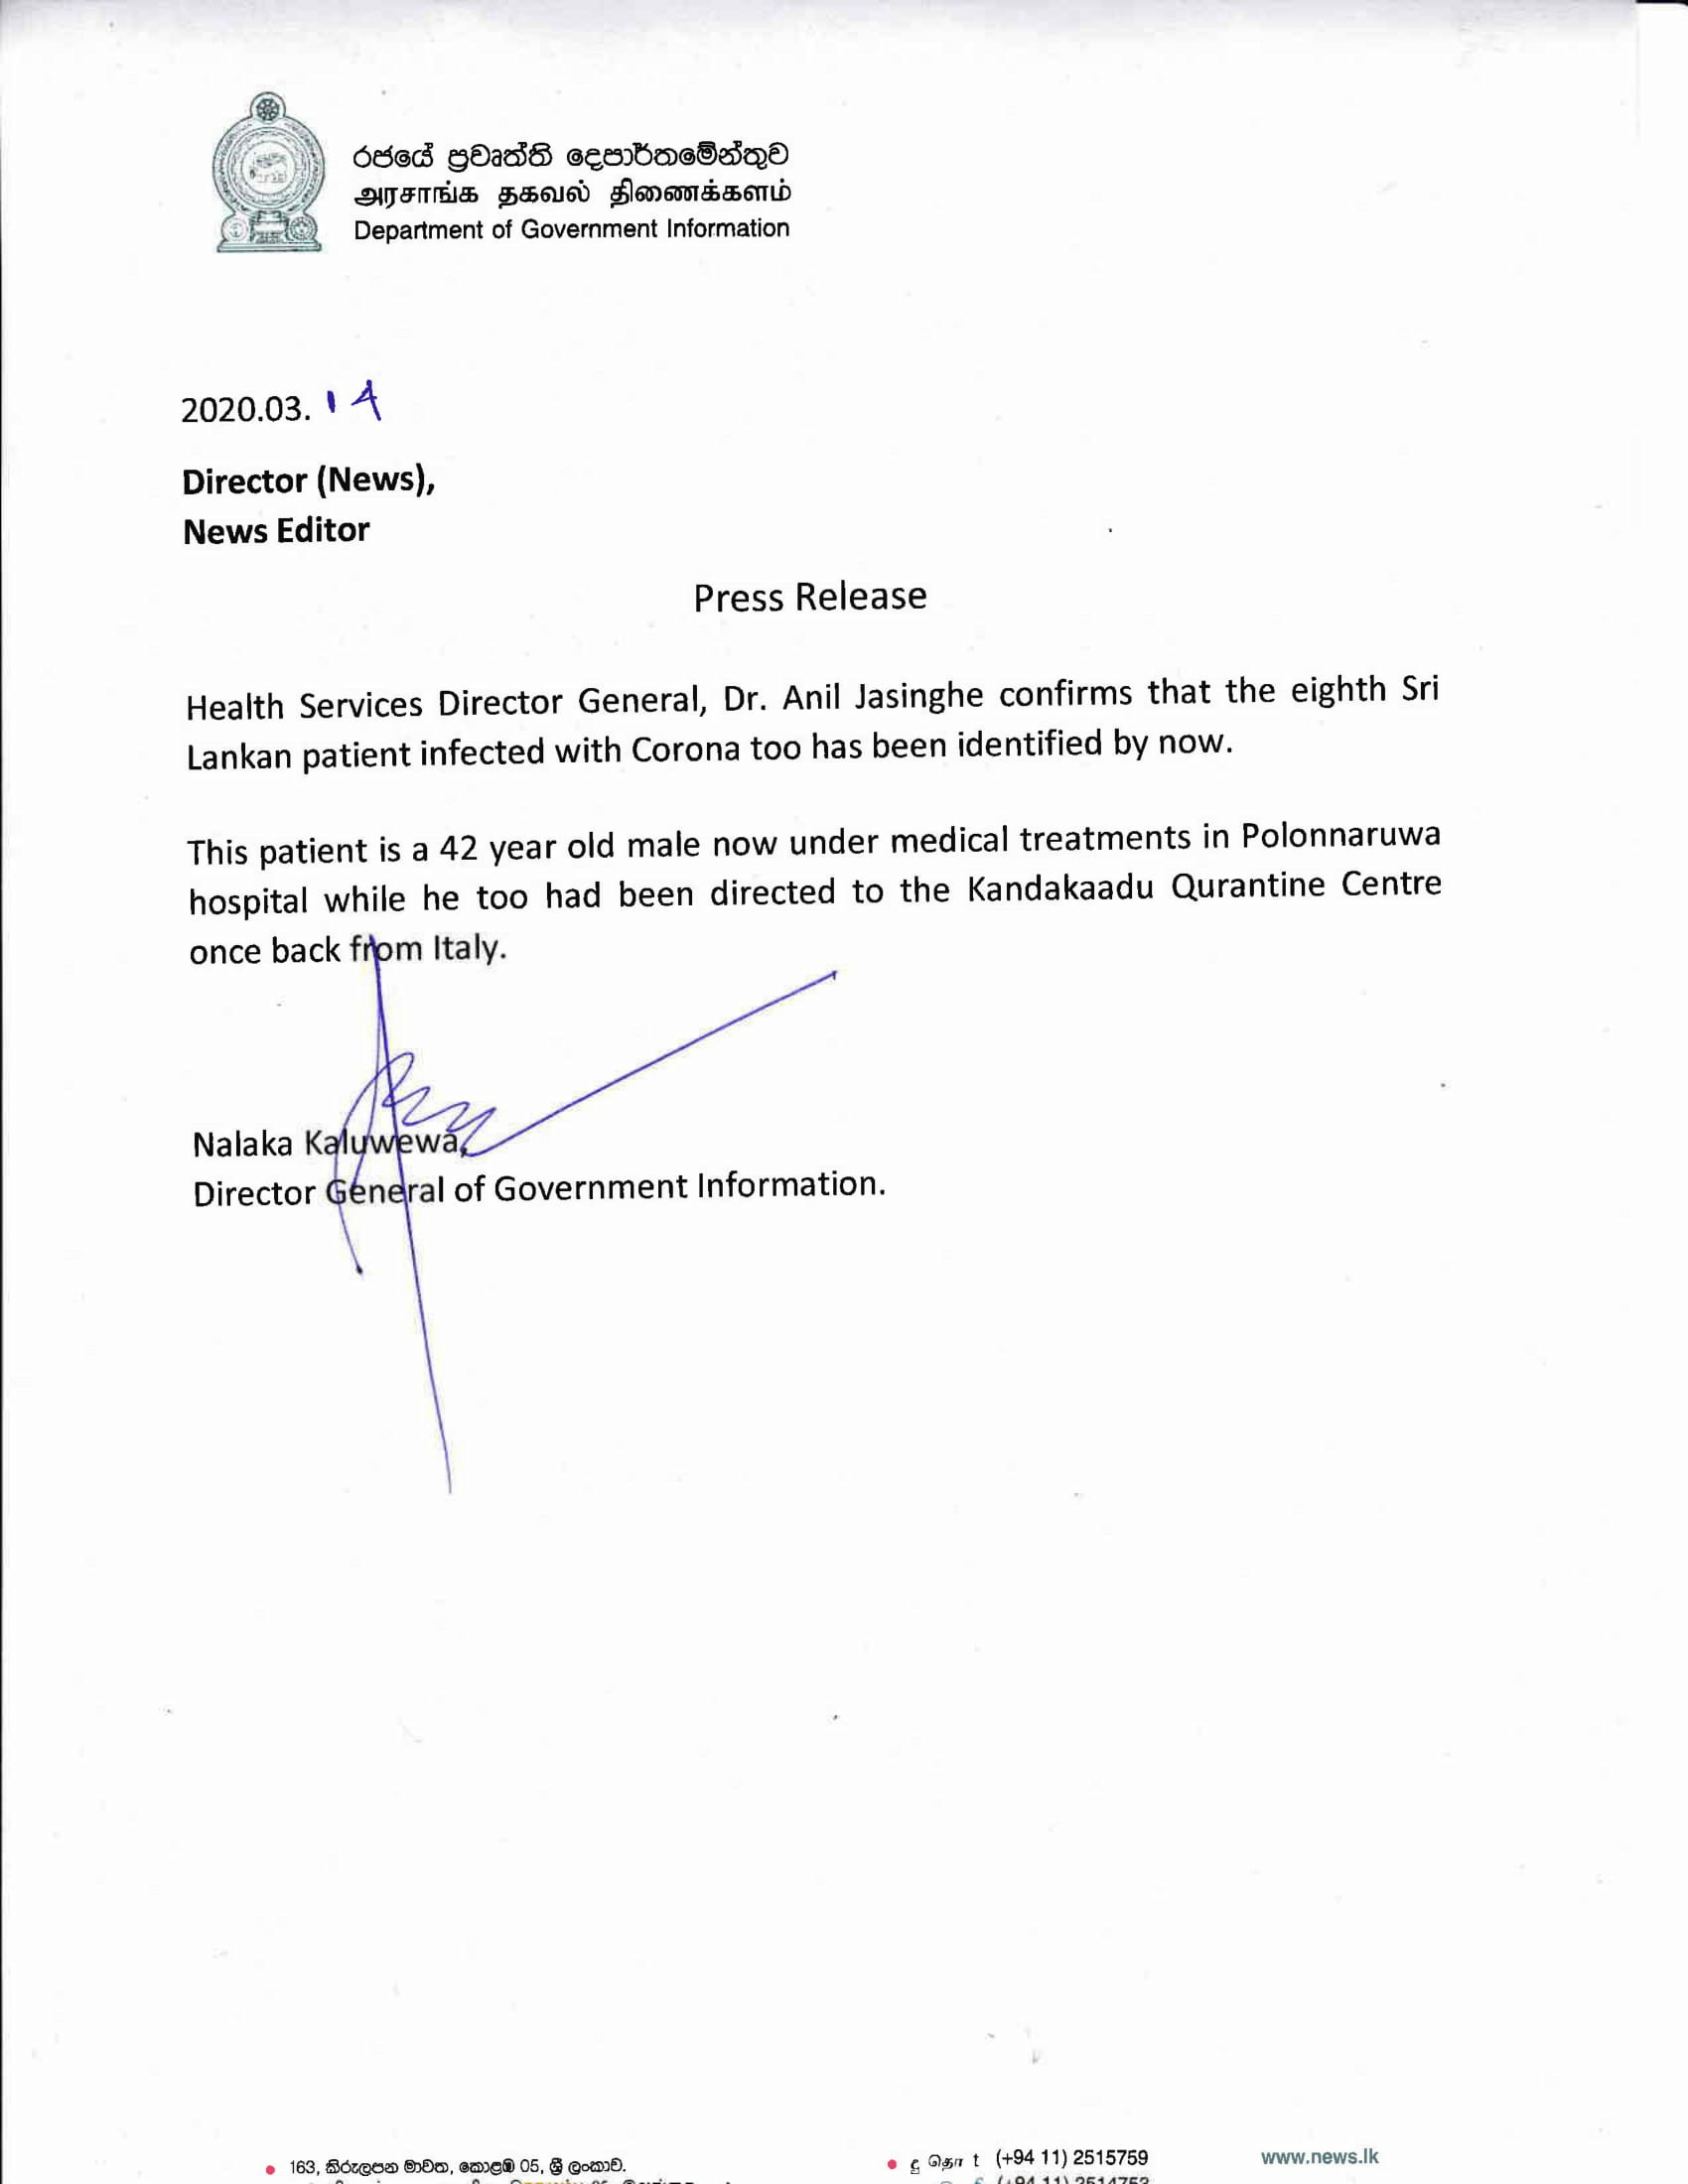 රජයේ ප්‍රවෘත්ති දෙපාර්තමේන්තුව
அரசாங்க தகவல் திணைக்களம்
Department of Government Information
2020.03. 14
Director (News),
News Editor
Press Release
Health Services Director General, Dr. Anil Jasinghe confirms that the eighth Sri
Lankan patient infected with Corona too has been identified by now.
This patient is a 42 year old male now under medical treatments in Polonnaruwa
hospital while he too had been directed to the Kandakaadu Qurantine Centre
once back from Italy.
Nalaka Kaluwewa,
Director General of Government Information.
163, කිරුලපන මාවත, කොළඹ 05, ශ්‍රී ලංකාව.
දු தொ t (+94 11) 2515759
www.news.lk
(+94 11) 2514753